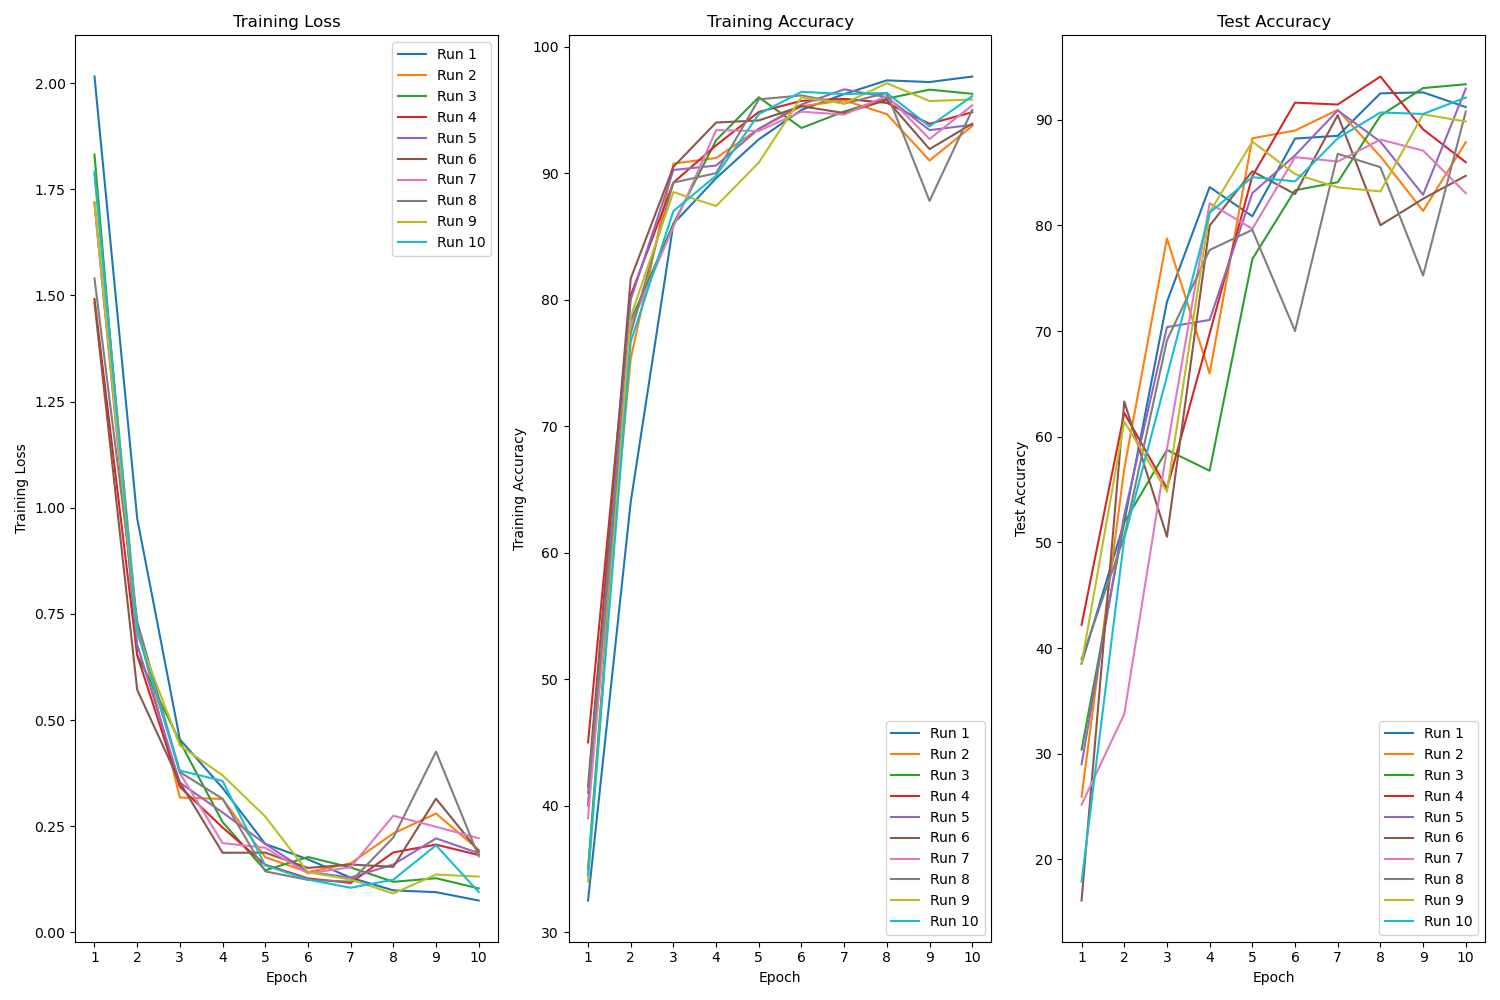 Training Loss
Training Loss
2.00
1.75
1.50
1.25
1.00
0.75
0.50
0.25
0.00
1 2 3 4 5 6 7 8 9 10
Epoch
Run 1
Run 2
Run 3
Run 4
Run 5
Run 6
Run 7
Run 8
Run 9
Run 10
Training Accuracy
Training Accuracy
100
90
80
70
60
50
40
30
1 2 3 4 5 6 7 8 9 10
Epoch
Run 1
Run 2
Run 3
Run 4
Run 5
Run 6
Run 7
Run 8
Run 9
Run 10
Test Accuracy
Test Accuracy
90
80
70
60
50
40
30
20
1 2 3 4 5 6 7 8 9 10
Epoch
Run 1
Run 2
Run 3
Run 4
Run 5
Run 6
Run 7
Run 8
Run 9
Run 10